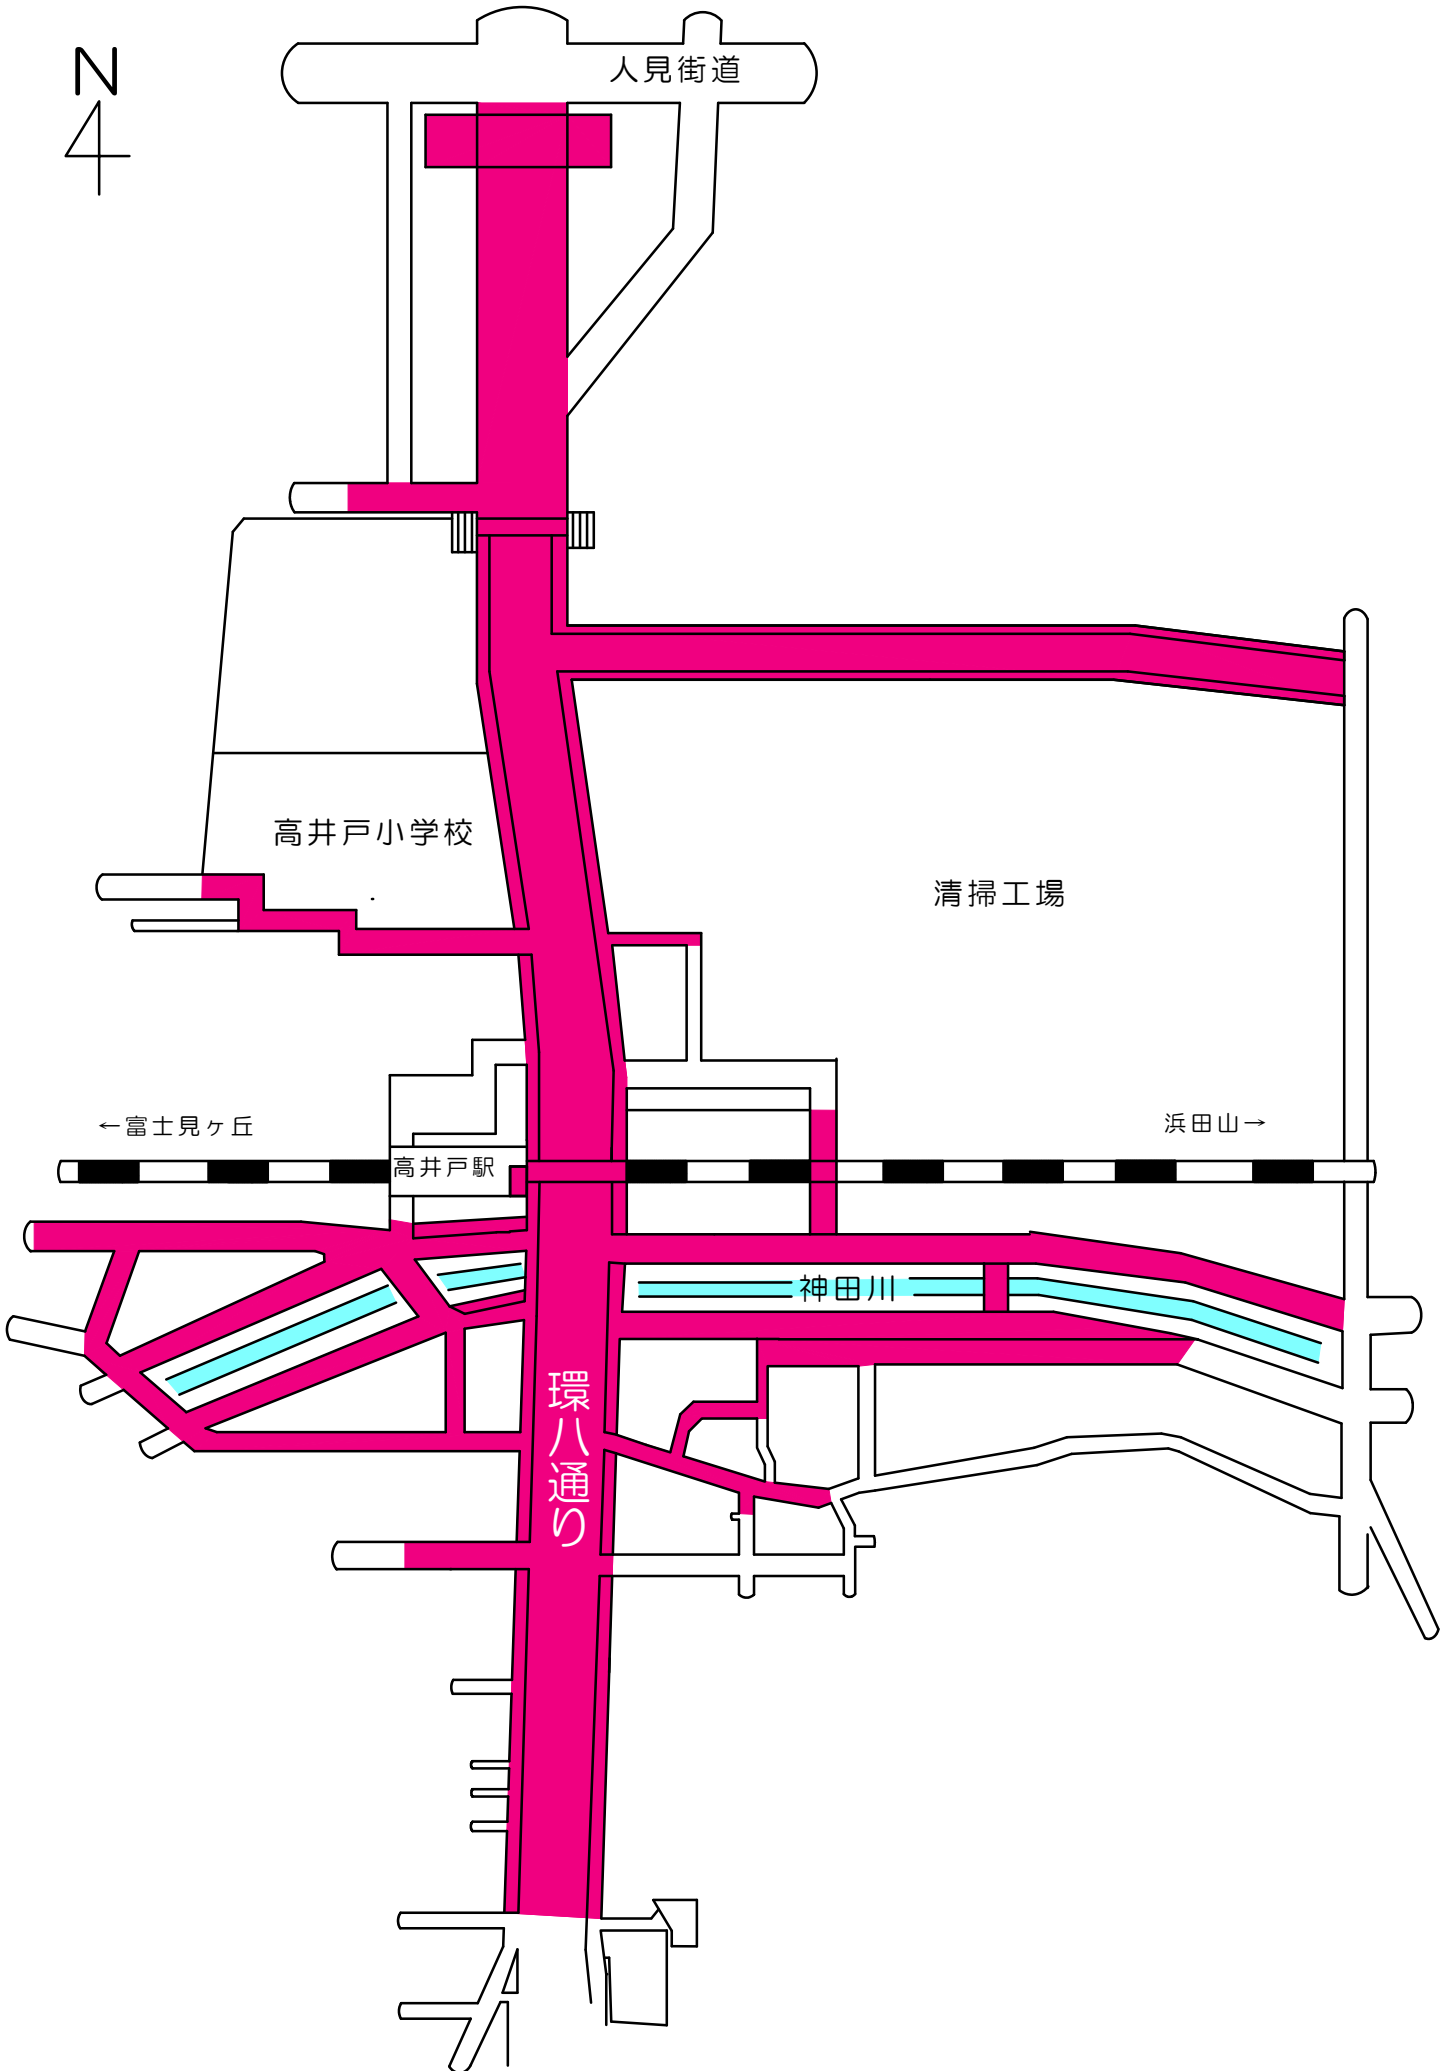 N
人見街道
高井戸小学校
清掃工場
←富士見ヶ丘
浜田山→
高井戸駅
神田川
環八通り